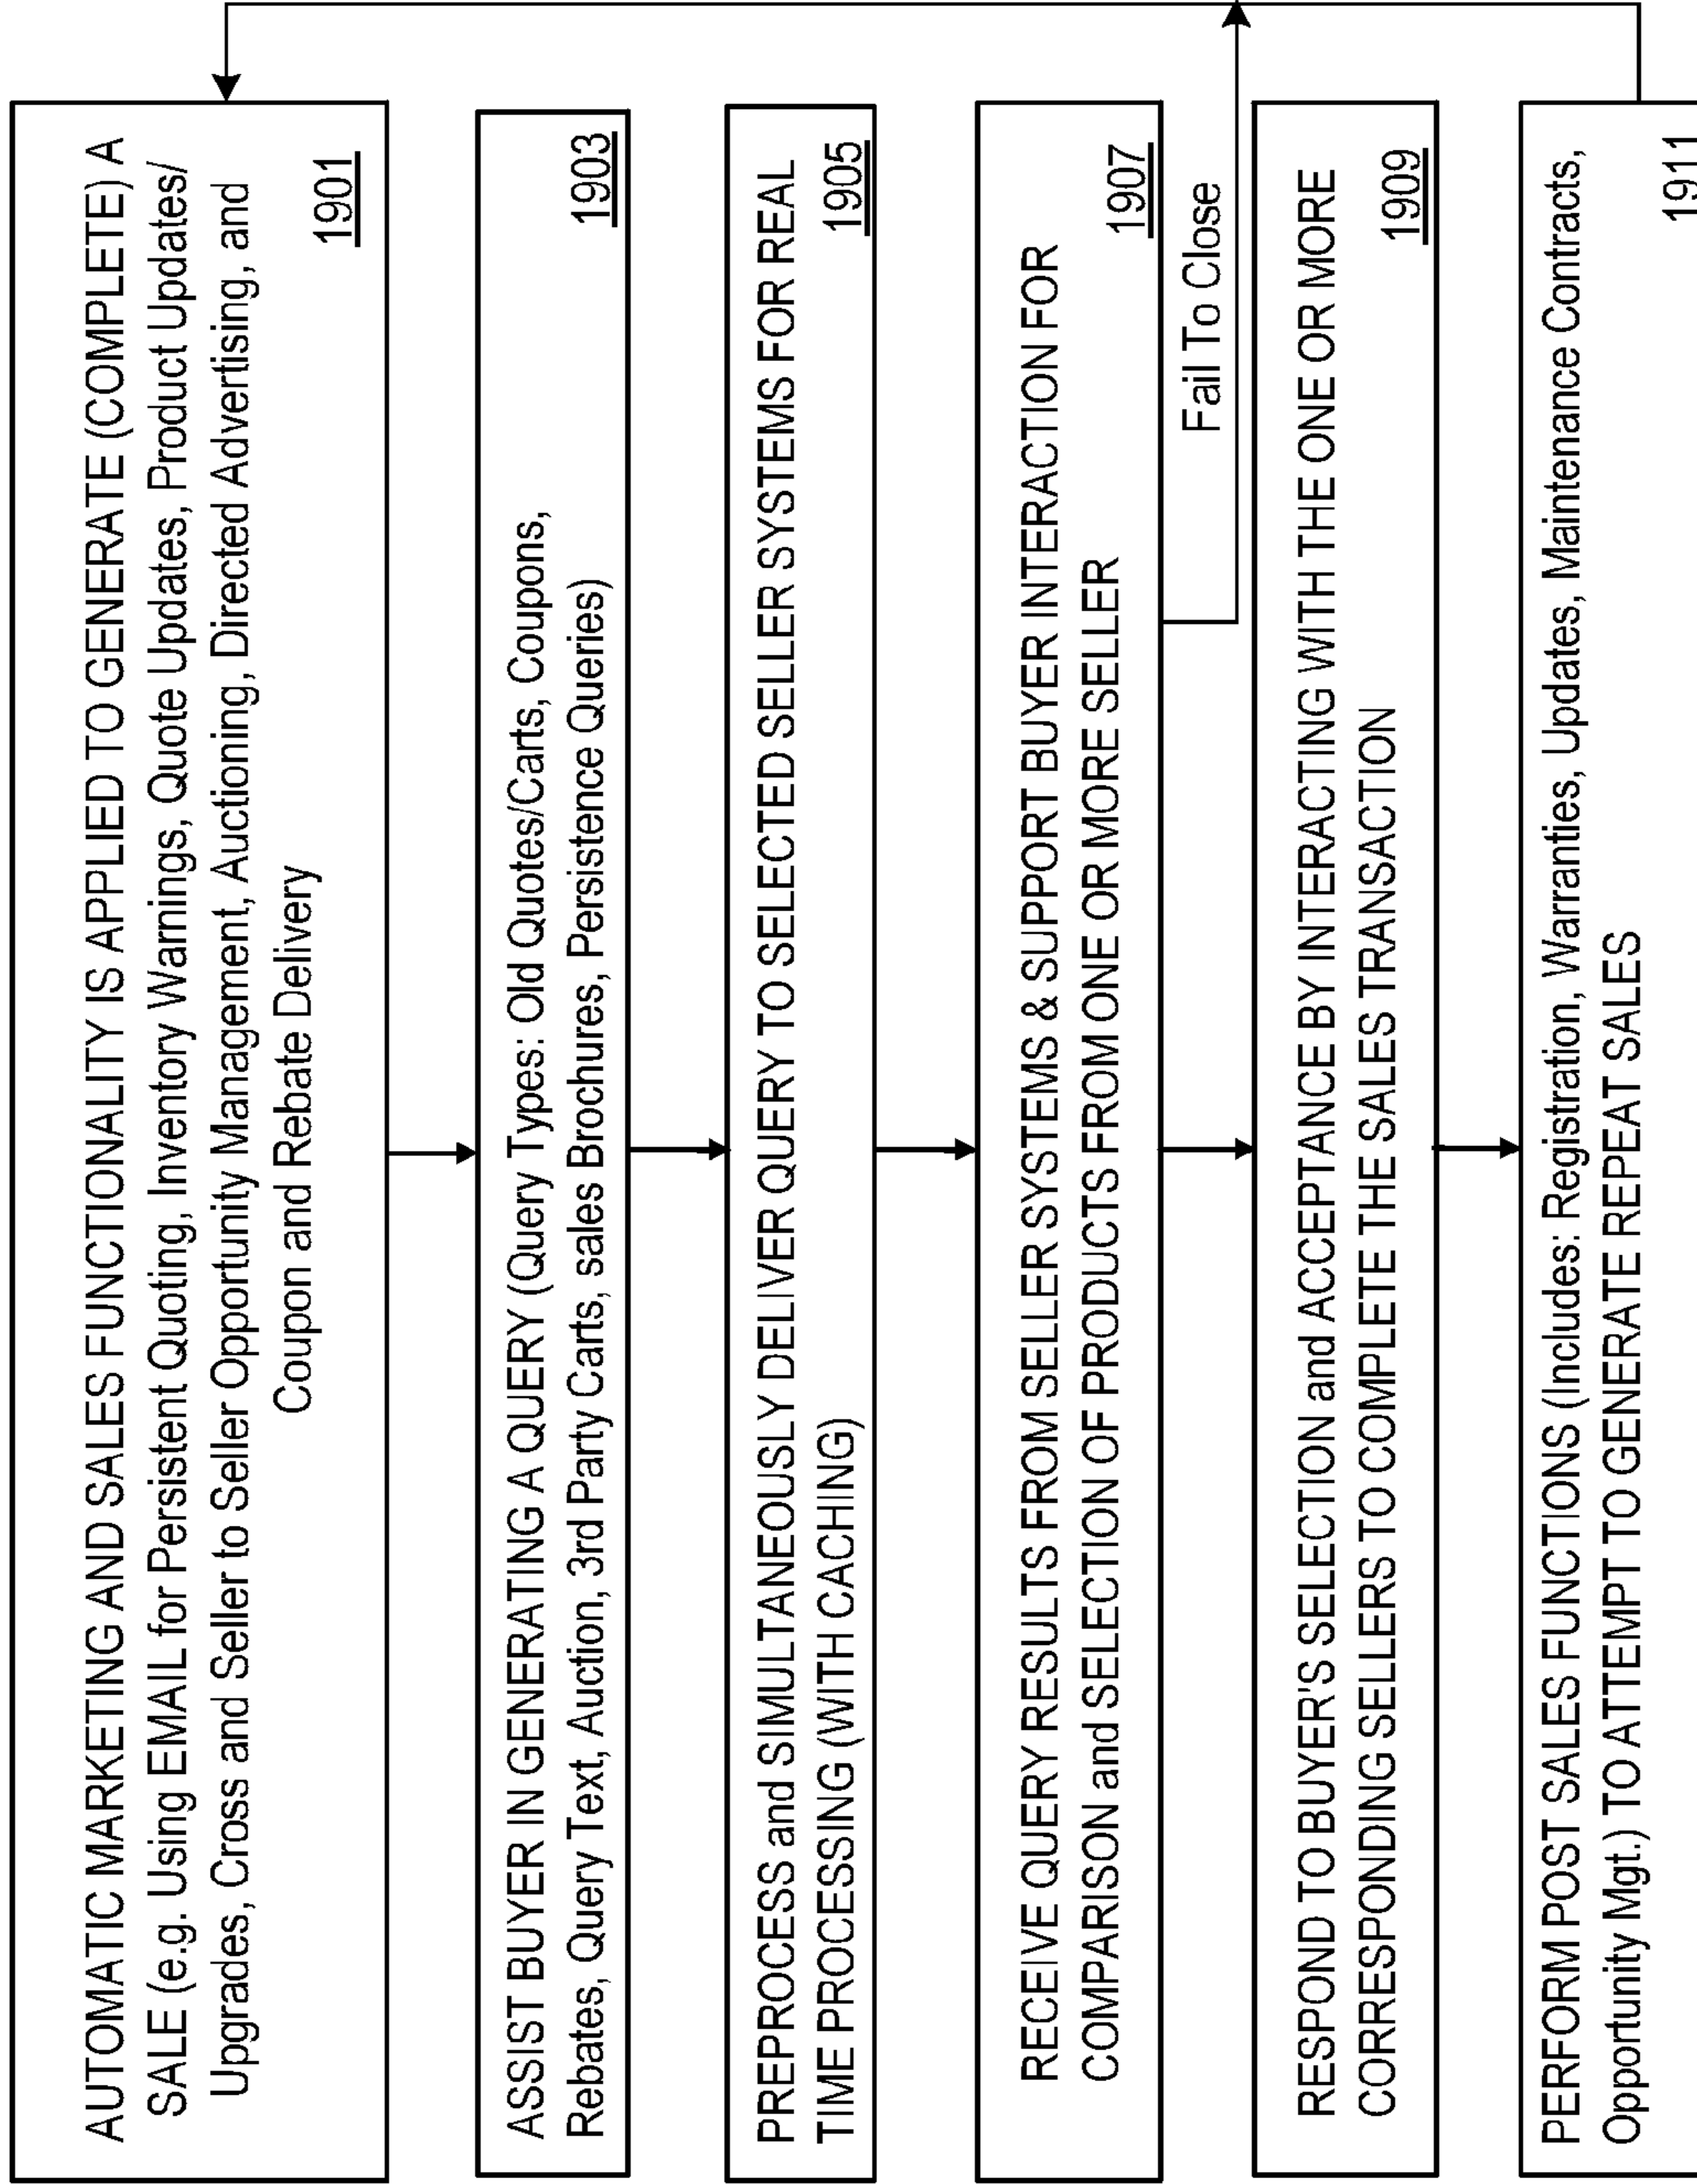 AUTOMATIC MARKETING AND SALES FUNCTIONALITY IS APPLIED TO GENERATE (COMPLETE) A
SALE (e.g. Using EMAIL for Persistent Quoting, Inventory Warnings, Quote Updates, Product Updates/
Upgrades, Cross and Seller to Seller Opportunity Management, Auctioning, Directed Advertising, and
Coupon and Rebate Delivery
1901
ASSIST BUYER IN GENERATING A QUERY (Query Types: Old Quotes/Carts, Coupons,
Rebates, Query Text, Auction, 3rd Party Carts, sales Brochures, Persistence Queries)
1903
PREPROCESS and SIMULTANEOUSLY DELIVER QUERY TO SELECTED SELLER SYSTEMS FOR REAL
TIME PROCESSING (WITH CACHING)
1905
RECEIVE QUERY RESULTS FROM SELLER SYSTEMS & SUPPORT BUYER INTERACTION FOR
COMPARISON and SELECTION OF PRODUCTS FROM ONE OR MORE SELLER
1907
Fail To Close
RESPOND TO BUYER'S SELECTION and ACCEPTANCE BY INTERACTING WITH THE ONE OR MORE
CORRESPONDING SELLERS TO COMPLETE THE SALES TRANSACTION
1909
PERFORM POST SALES FUNCTIONS (Includes: Registration, Warranties, Updates, Maintenance Contracts,
Opportunity Mgt.) TO ATTEMPT TO GENERATE REPEAT SALES
1911